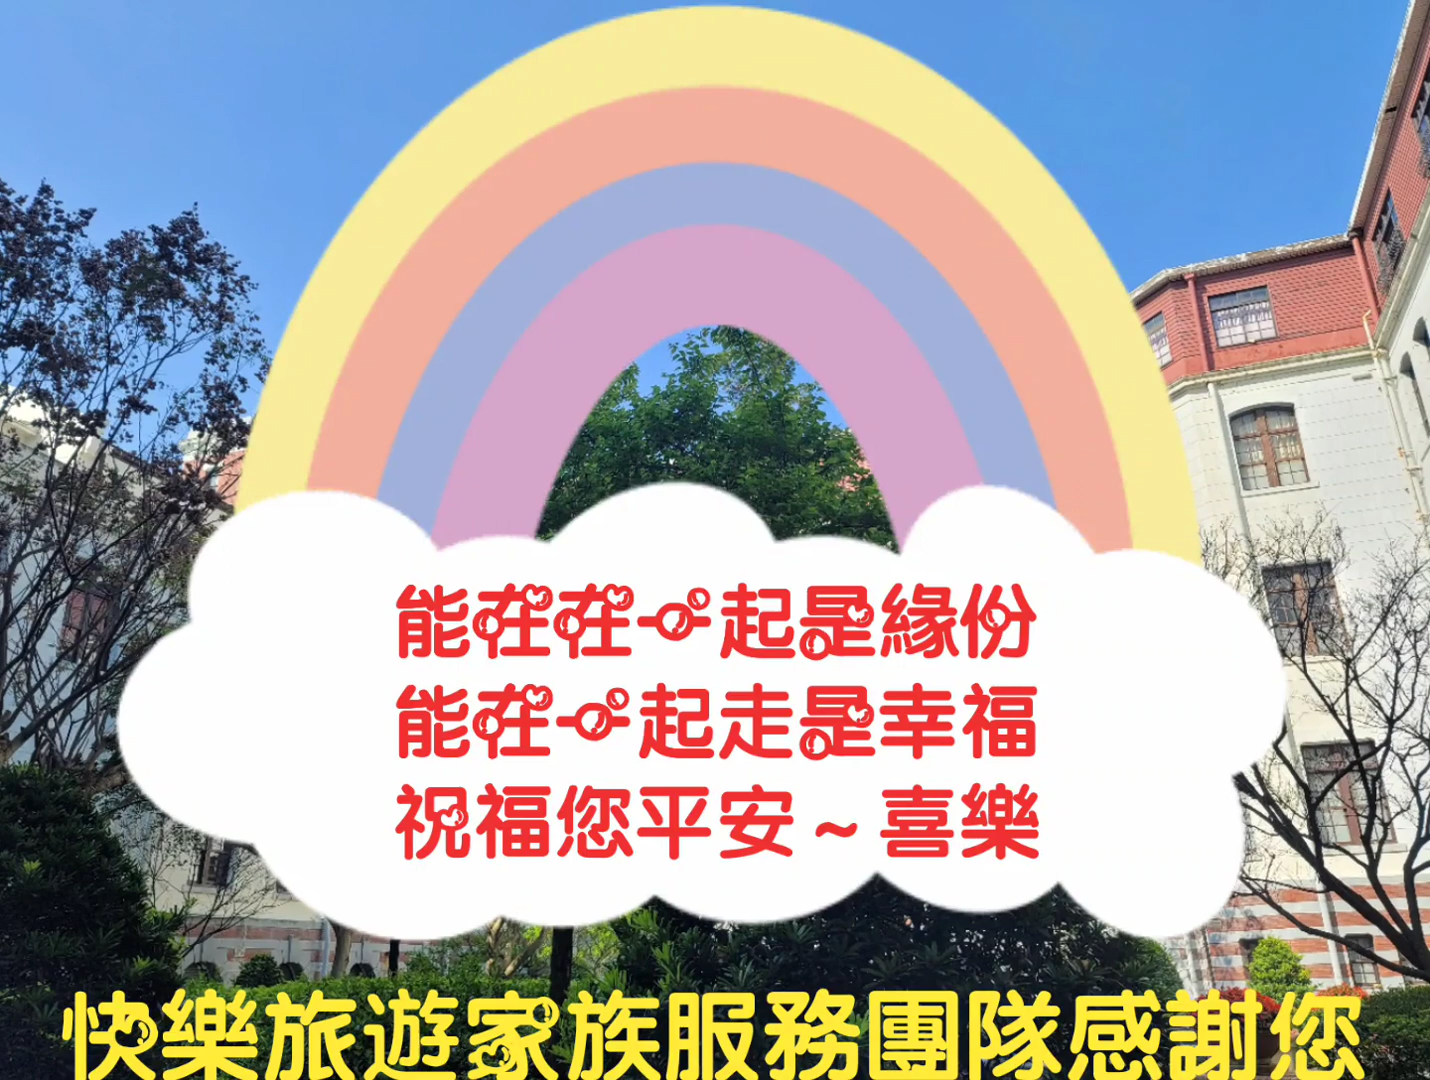 能在在一起是緣份
能在一起走是幸福
祝福您平安～喜樂
快樂旅遊家族服務團隊感謝您